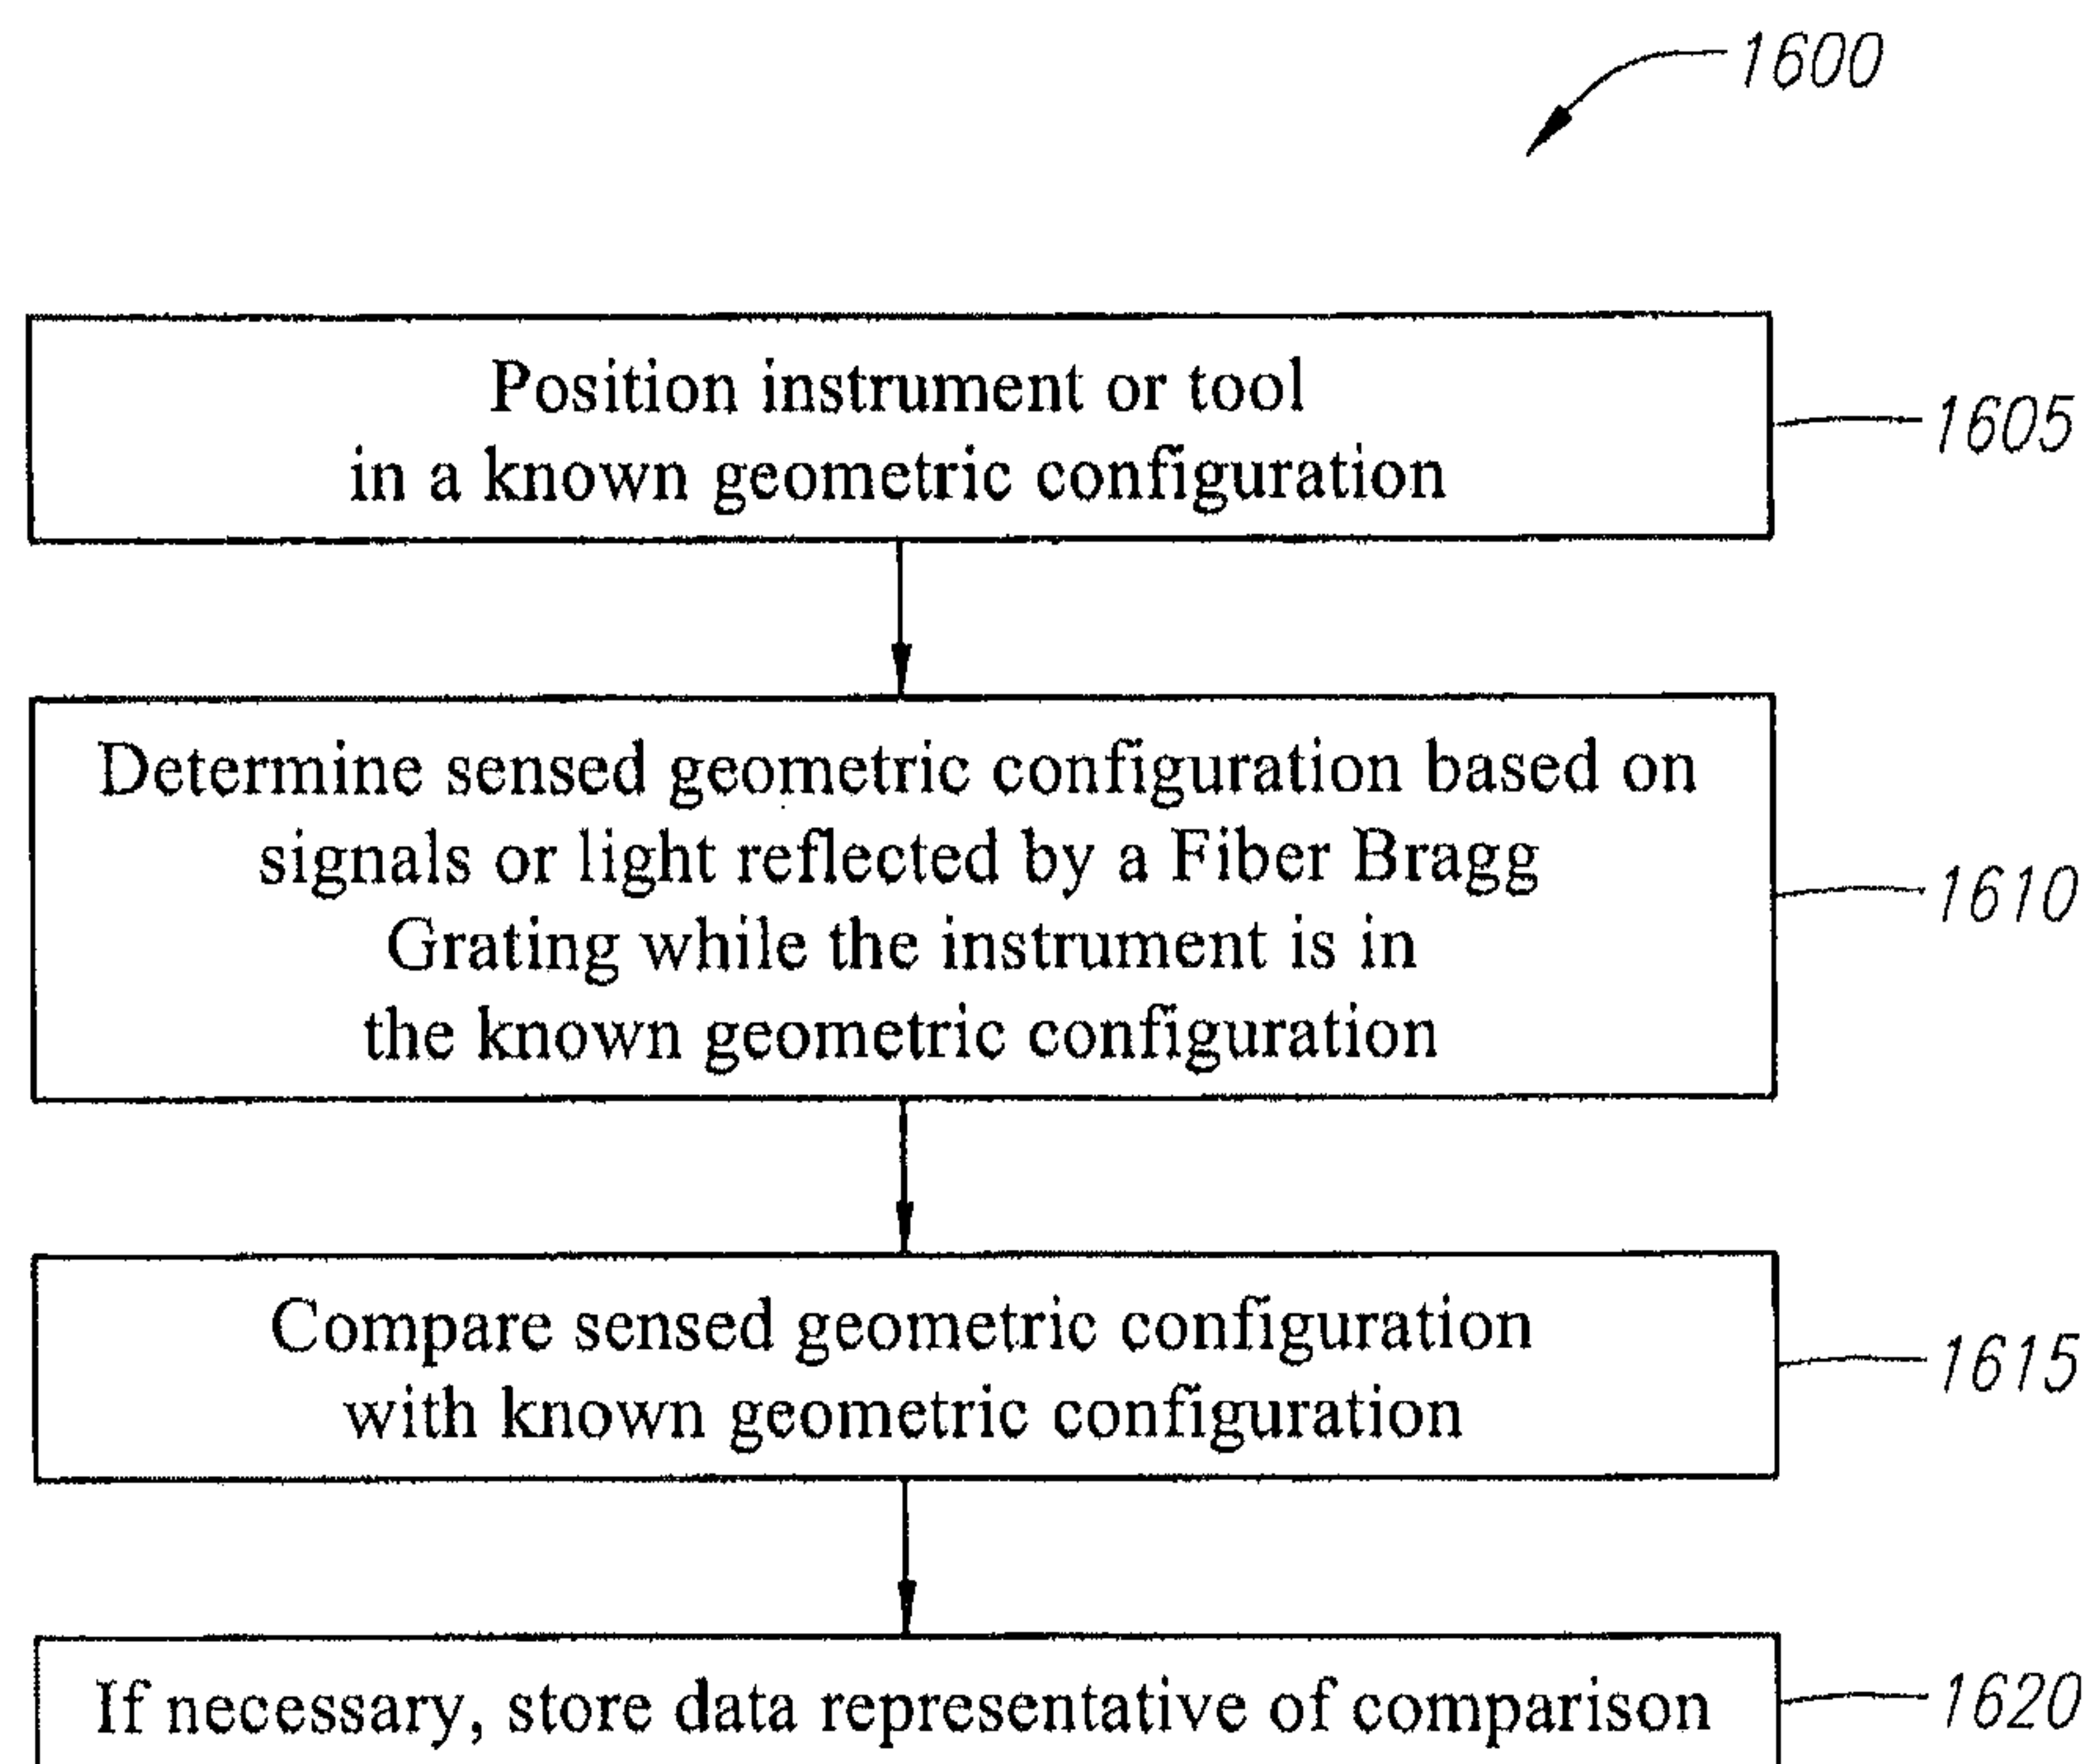 1600
Position instrument or tool
in a known geometric configuration
1605
Determine sensed geometric configuration based on
signals or light reflected by a Fiber Bragg
Grating while the instrument is in
the known geometric configuration
1610
Compare sensed geometric configuration
with known geometric configuration
1615
If necessary, store data representative of comparison
1620